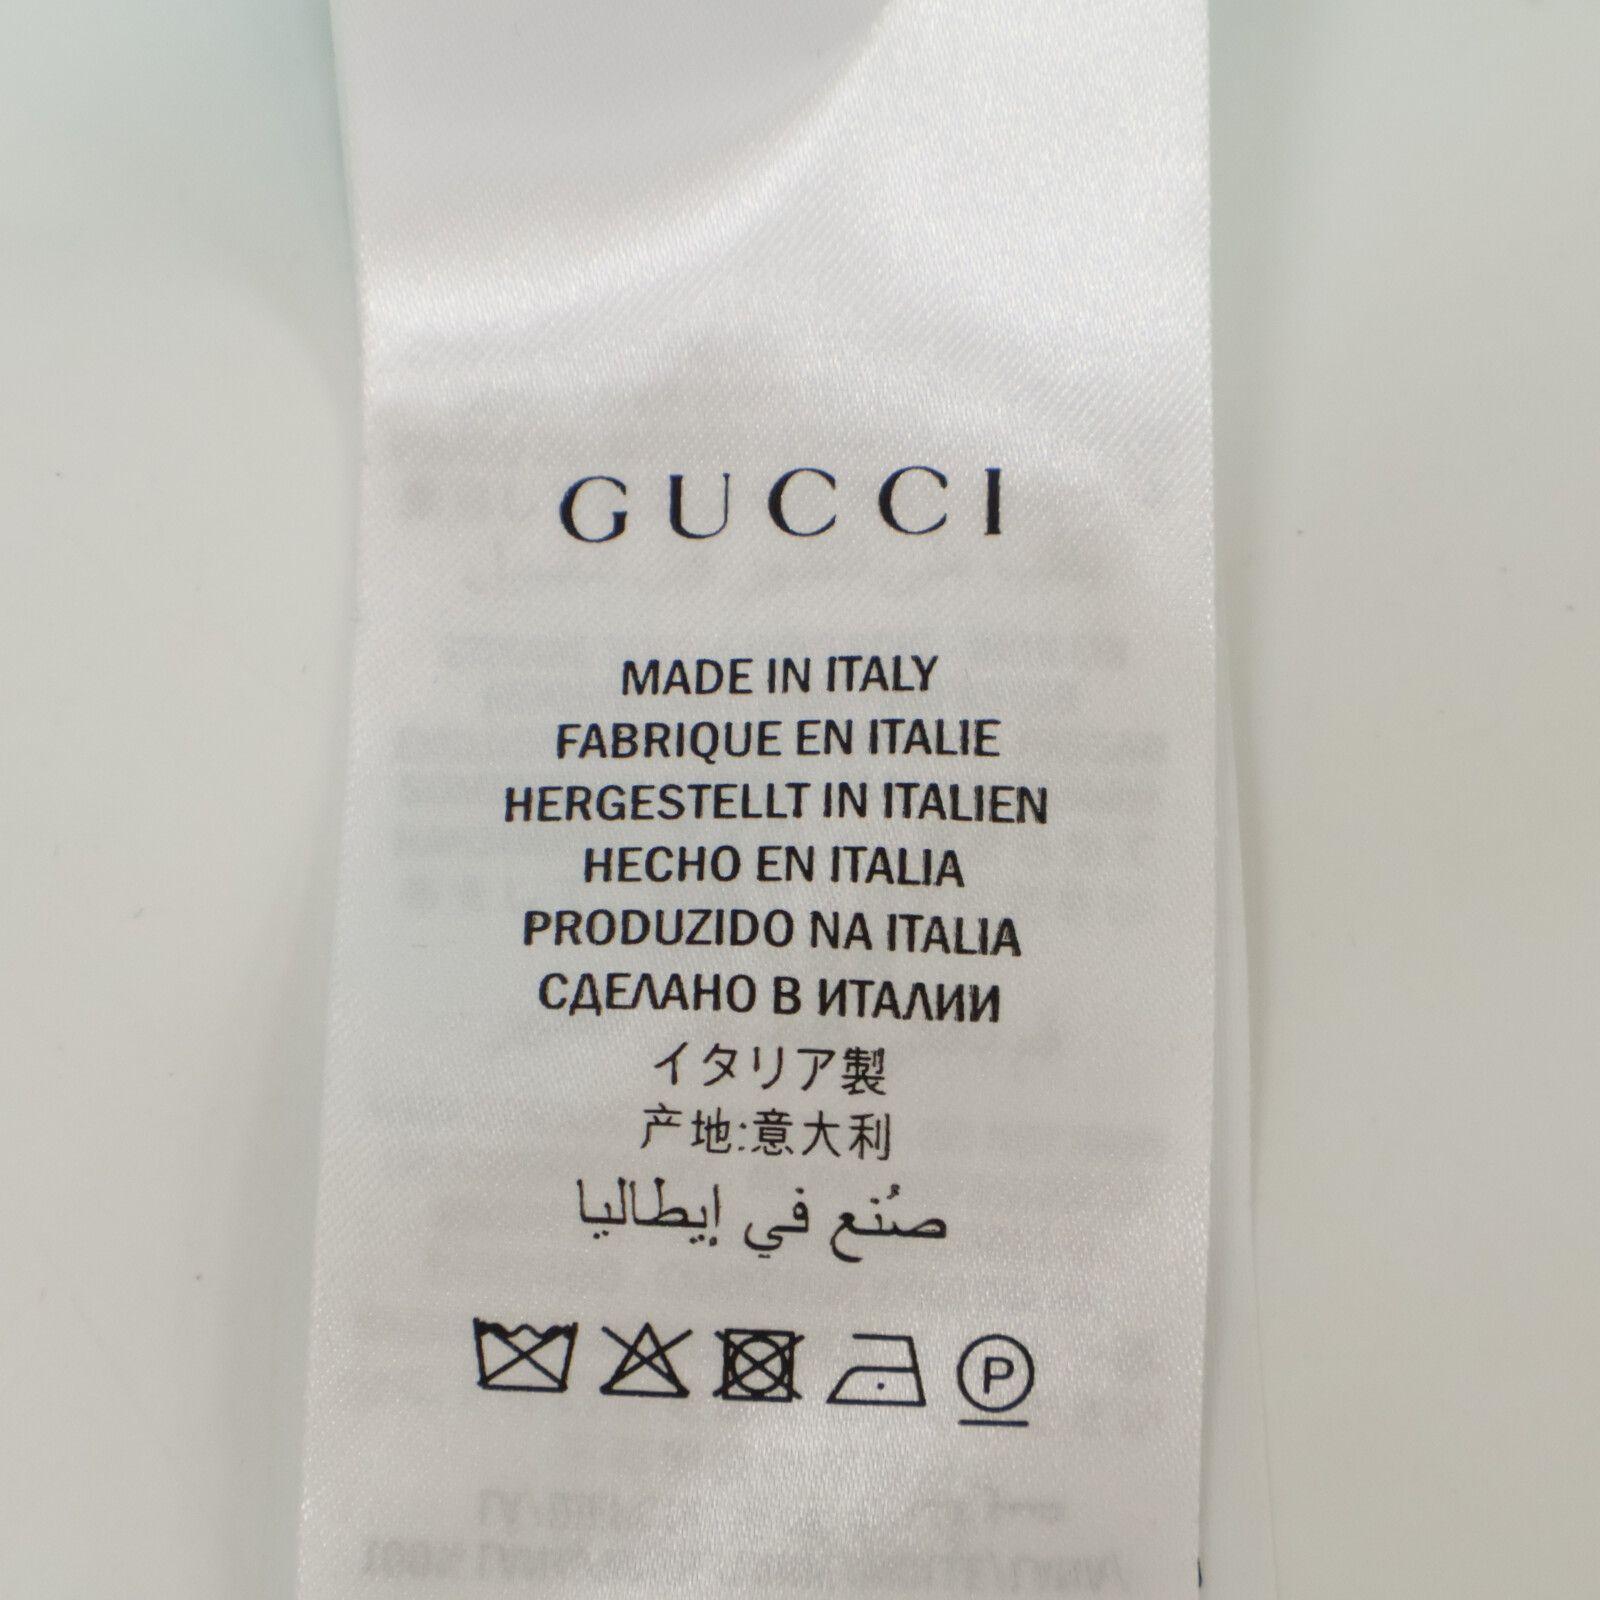 GUCCI
MADE IN ITALY
FABRIQUE EN ITALIE
HERGESTELLT IN ITALIEN
HECHO EN ITALIA
PRODUZIDO NA ITALIA
СДЕЛАНО В ИТАЛИИ
イタリア製
产地:意大利
صُنع في إيطاليا
P